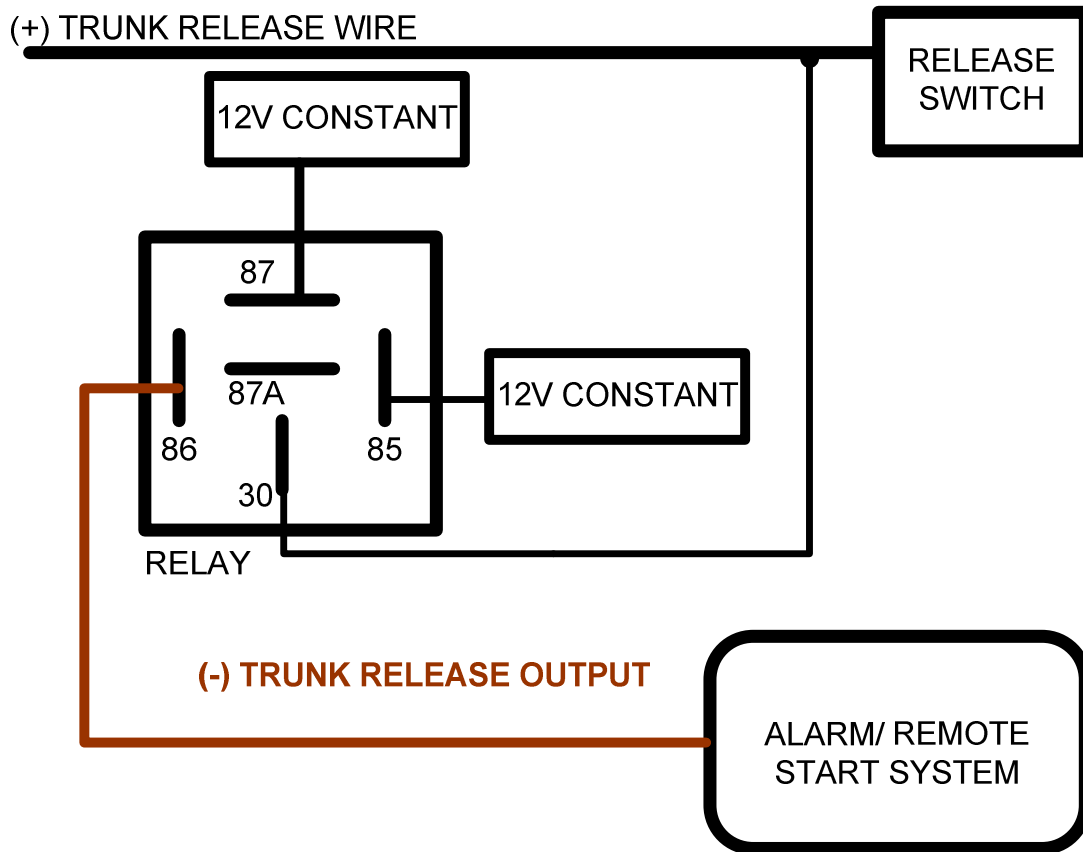 (+) TRUNK RELEASE WIRE
RELEASE
SWITCH
12V CONSTANT
87
87A
86
85
30
12V CONSTANT
RELAY
(-) TRUNK RELEASE OUTPUT
ALARM/ REMOTE
START SYSTEM